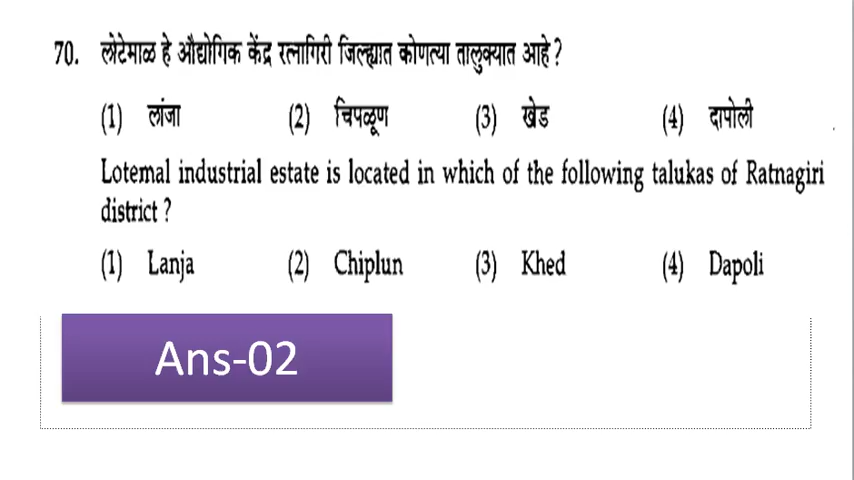 70. लोटेमाळ हे औद्योगिक केंद्र रत्नागिरी जिल्ह्यात कोणत्या तालुक्यात आहे ?
(1) लांजा (2) चिपळूण (3) खेड (4) दापोली
Lotemal industrial estate is located in which of the following talukas of Ratnagiri
district ?
(1) Lanja (2) Chiplun (3) Khed (4) Dapoli
Ans-02